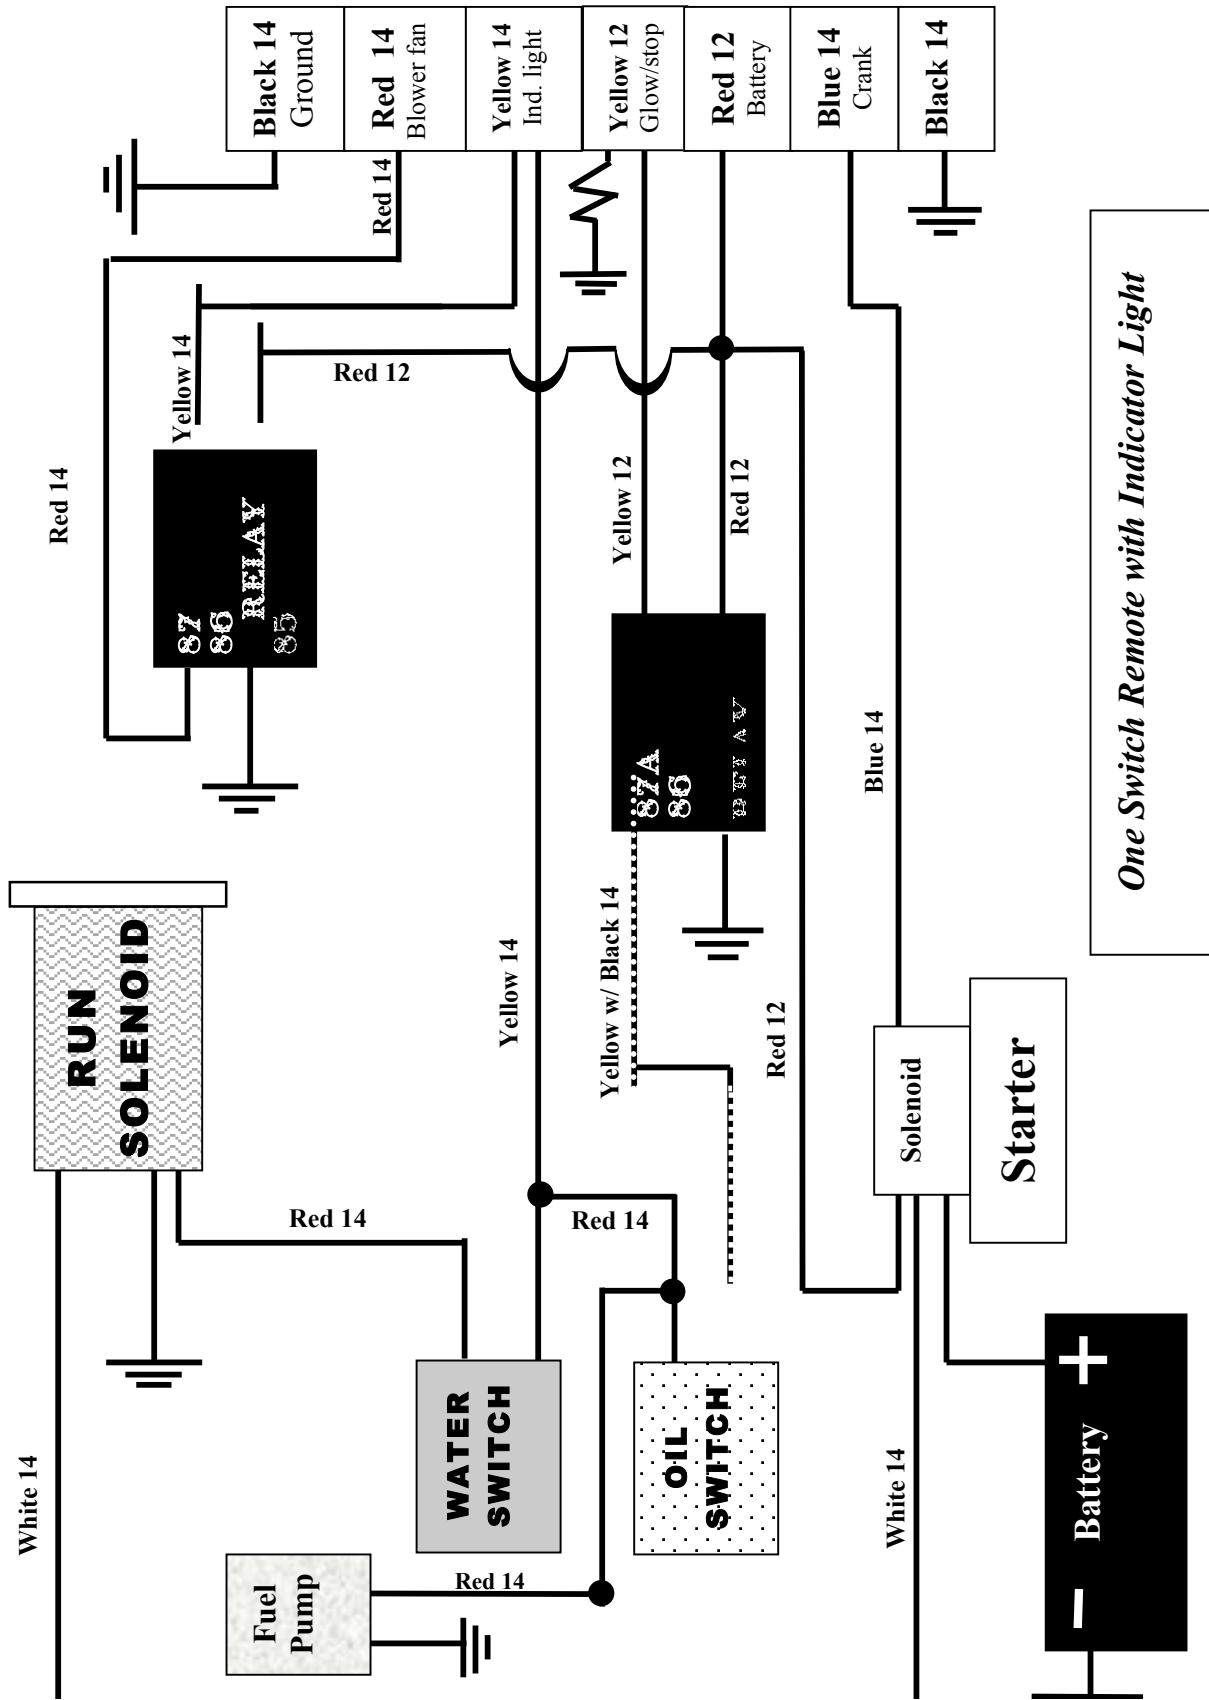 Black 14
Ground
Red 14
Blower fan
Yellow 14
Ind. light
Yellow 12
Glow/stop
Red 12
Battery
Blue 14
Crank
Black 14
Red 14
Yellow 14
Red 12
Red 14
87
86
RELAY
85
Yellow 12
Red 12
87A
86
One Switch Remote with Indicator Light
Blue 14
RUN
SOLENOID
Yellow 14
Yellow w/ Black 14
Red 12
Solenoid
Starter
Red 14
Red 14
White 14
WATER
SWITCH
OIL
SWITCH
White 14
Battery
+
–
Fuel
Pump
Red 14